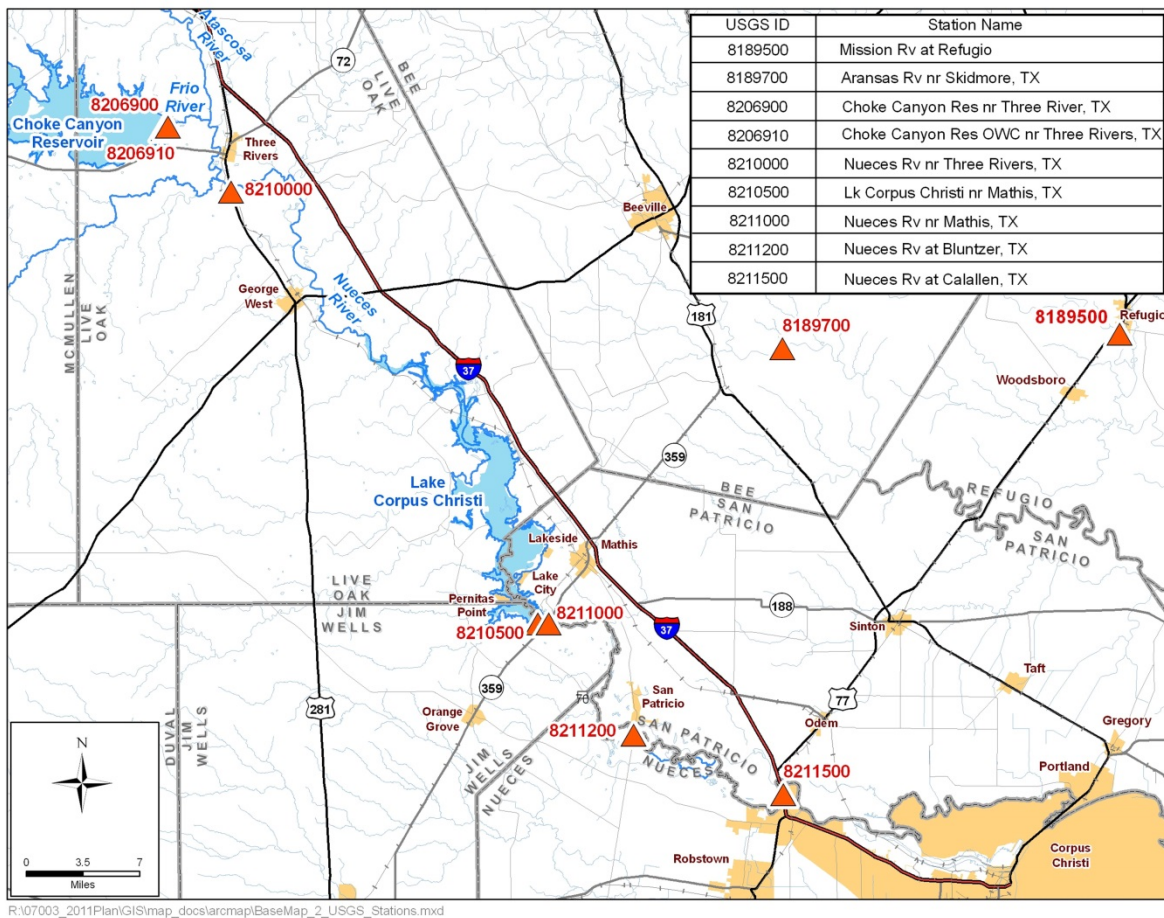 USGS ID Station Name
8189500 Mission Rv at Refugio
8189700 Aransas Rv nr Skidmore, TX
8206900 Choke Canyon Res nr Three River, TX
8206910 Choke Canyon Res OWC nr Three Rivers, TX
8210000 Nueces Rv nr Three Rivers, TX
8210500 Lk Corpus Christi nr Mathis, TX
8211000 Nueces Rv nr Mathis, TX
8211200 Nueces Rv at Bluntzer, TX
8211500 Nueces Rv at Calallen, TX
Atascosa
River
72
BEE
LIVE
OAK
Frio
River
8206900
Choke Canyon
Reservoir
8206910
Three
Rivers
8210000
Beeville
MCMULLEN
LIVE
OAK
George
West
Nueces
River
181
8189700
8189500
Refugio
37
Woodsboro
359
Lake
Corpus Christi
BEE
SAN
PATRICIO
REFUGIO
SAN
PATRICIO
Lakeside
Mathis
LIVE
OAK
JIM
WELLS
Lake
City
Pernitas
Point
8211000
8210500
188
37
Sinton
359
281
Orange
Grove
70
San
Patricio
77
Taft
Odem
Gregory
DUVAL
JIM
WELLS
JIM
WELLS
NUECES
8211200
SAN PATRICIO
NUECES
8211500
Portland
Robstown
Corpus
Christi
N
0 3.5 7
Miles
R:\07003_2011Plan\GIS\map_docs\arcmap\BaseMap_2_USGS_Stations.mxd